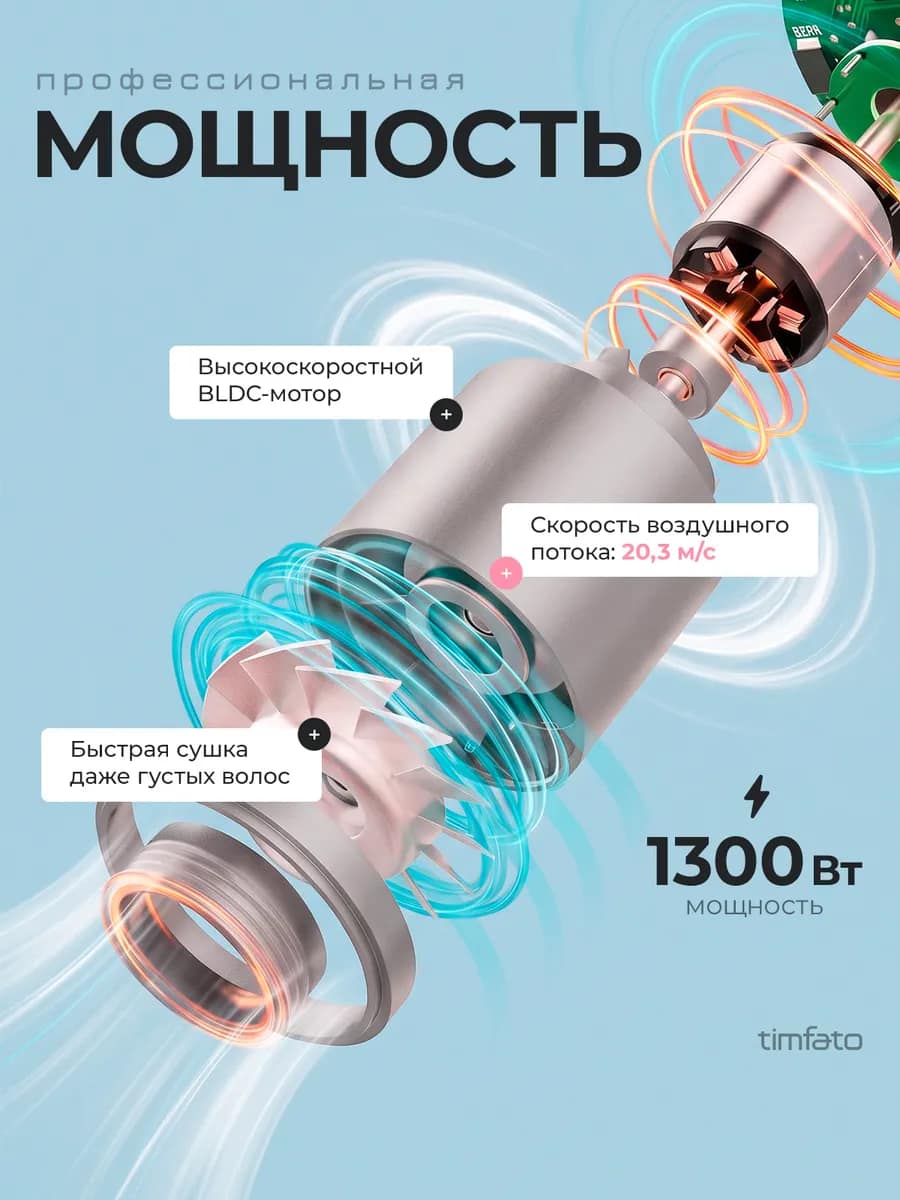 профессиональная
МОЩНОСТЬ
Высокоскоростной
BLDC-мотор
Скорость воздушного
потока: 20,3 м/с
Быстрая сушка
даже густых волос
1300 Вт
мощность
timfato